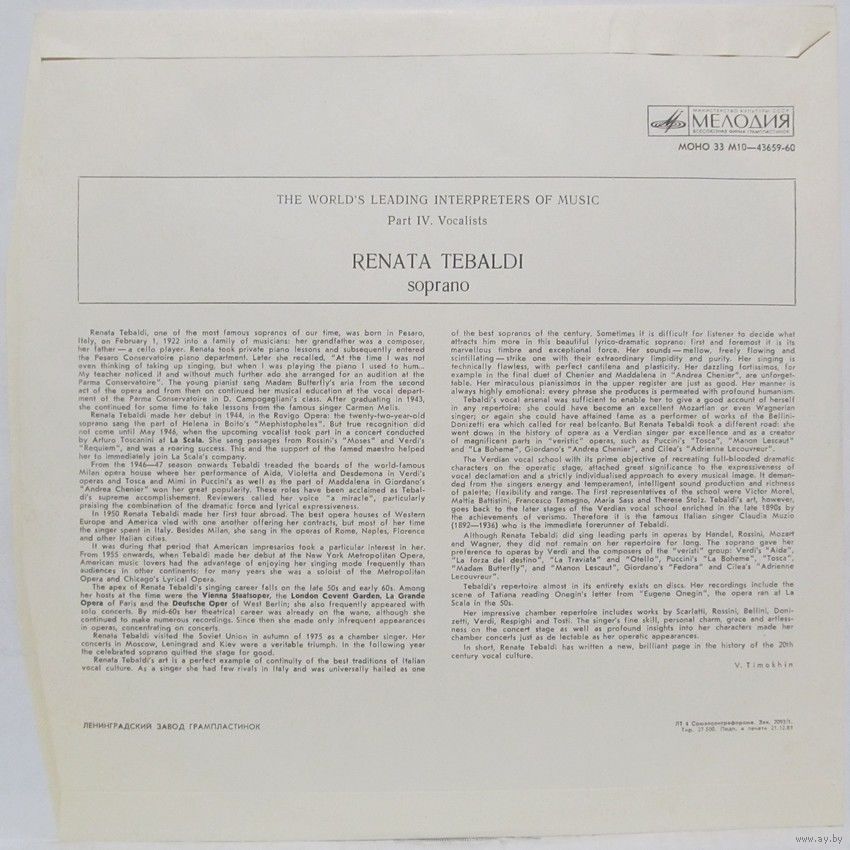 МИНИСТЕРСТВО КУЛЬТУРЫ СССР
МЕЛОДИЯ
ВСЕСОЮЗНАЯ ФИРМА ГРАМПЛАСТИНОК
МОНО 33 М10—43659-60
THE WORLD'S LEADING INTERPRETERS OF MUSIC
Part IV. Vocalists
RENATA TEBALDI
soprano
Renata Tebaldi, one of the most famous sopranos of our time, was born in Pesaro,
Italy, on February 1, 1922 into a family of musicians: her grandfather was a composer,
her father — a cello player. Renata took private piano lessons and subsequently entered
the Pesaro Conservatoire piano department. Later she recalled, "At the time I was not
even thinking of taking up singing, but when I was playing the piano I used to hum...
My teacher noticed it and without much further ado she arranged for an audition at the
Parma Conservatoire". The young pianist sang Madam Butterfly's aria from the second
act of the opera and from then on continued her musical education at the vocal depart-
ment of the Parma Conservatoire in D. Campogaliani's class. After graduating in 1943,
she continued for some time to take lessons from the famous singer Carmen Melis.
Renata Tebaldi made her debut in 1944, in the Rovigo Opera: the twenty-two-year-old
soprano sang the part of Helena in Boito's "Mephistopheles". But true recognition did
not come until May 1946, when the upcoming vocalist took part in a concert conducted
by Arturo Toscanini at La Scala. She sang passages from Rossini's "Moses" and Verdi's
"Requiem", and was a roaring success. This and the support of the famed maestro helped
her to immediately join La Scala's company.
From the 1946—47 season onwards Tebaldi treaded the boards of the world-famous
Milan opera house where her performance of Aida, Violetta and Desdemona in Verdi's
operas and Tosca and Mimi in Puccini's as well as the part of Maddalena in Giordano's
"Andrea Chenier" won her great popularity. These roles have been acclaimed as Tebal-
di's supreme accomplishment. Reviewers called her voice "a miracle", particularly
praising the combination of the dramatic force and lyrical expressiveness.
In 1950 Renata Tebaldi made her first tour abroad. The best opera houses of Western
Europe and America vied with one another offering her contracts, but most of her time
the singer spent in Italy. Besides Milan, she sang in the operas of Rome, Naples, Florence
and other Italian cities.
It was during that period that American impresarios took a particular interest in her.
From 1955 onwards, when Tebaldi made her debut at the New York Metropolitan Opera,
American music lovers had the advantage of enjoying her singing mode frequently than
audiences in other continents: for many years she was a soloist of the Metropolitan
Opera and Chicago's Lyrical Opera.
The apex of Renata Tebaldi's singing career falls on the late 50s and early 60s. Among
her hosts at the time were the Vienna Staatsoper, the London Covent Garden, La Grande
Opera of Paris and the Deutsche Oper of West Berlin; she also frequently appeared with
solo concerts. By mid-60s her theatrical career was already on the wane, although she
continued to make numerous recordings. Since then she made only infrequent appearances
in operas, concentrating on concerts.
Renata Tebaldi visited the Soviet Union in autumn of 1975 as a chamber singer. Her
concerts in Moscow, Leningrad and Kiev were a veritable triumph. In the following year
the celebrated soprano quitted the stage for good.
Renata Tebaldi's art is a perfect example of continuity of the best traditions of Italian
vocal culture. As a singer she had few rivals in Italy and was universally hailed as one
of the best sopranos of the century. Sometimes it is difficult for listener to decide what
attracts him more in this beautiful lyrico-dramatic soprano: first and foremost it is its
marvellous timbre and exceptional force. Her sounds — mellow, freely flowing and
scintillating — strike one with their extraordinary limpidity and purity. Her singing is
technically flawless, with perfect cantilena and plasticity. Her dazzling fortissimos, for
example in the final duet of Chenier and Maddalena in "Andrea Chenier", are unforget-
table. Her miraculous pianissimos in the upper register are just as good. Her manner is
always highly emotional: every phrase she produces is permeated with profound humanism.
Tebaldi's vocal arsenal was sufficient to enable her to give a good account of herself
in any repertoire: she could have become an excellent Mozartian or even Wagnerian
singer; or again she could have attained fame as a performer of works of the Bellini-
Donizetti era which called for real belcanto. But Renata Tebaldi took a different road: she
went down in the history of opera as a Verdian singer par excellence and as a creator
of magnificent parts in "veristic" operas, such as Puccini's "Tosca", "Manon Lescaut"
and "La Boheme", Giordano's "Andrea Chenier", and Cilea's "Adrienne Lecouvreur".
The Verdian vocal school with its prime objective of recreating full-blooded dramatic
characters on the operatic stage, attached great significance to the expressiveness of
vocal declamation and a strictly individualised approach to every musical image. It deman-
ded from the singers energy and temperament, intelligent sound production and richness
of palette; flexibility and range. The first representatives of the school were Victor Morel,
Mattia Battistini, Francesco Tamagno, Maria Sass and Therese Stolz. Tebaldi's art, however,
goes back to the later stages of the Verdian vocal school enriched in the late 1890s by
the achievements of verismo. Therefore it is the famous Italian singer Claudia Muzio
(1892—1936) who is the immediate forerunner of Tebaldi.
Although Renata Tebaldi did sing leading parts in operas by Handel, Rossini, Mozart
and Wagner, they did not remain on her repertoire for long. The soprano gave her
preference to operas by Verdi and the composers of the "veristi" group: Verdi's "Aida",
"La forza del destino", "La Traviata" and "Otello", Puccini's "La Boheme", "Tosca",
"Madam Butterfly", and "Manon Lescaut", Giordano's "Fedora" and Cilea's "Adrienne
Lecouvreur".
Tebaldi's repertoire almost in its entirety exists on discs. Her recordings include the
scene of Tatiana reading Onegin's letter from "Eugene Onegin", the opera ran at La
Scala in the 50s.
Her impressive chamber repertoire includes works by Scarlatti, Rossini, Bellini, Doni-
zetti, Verdi, Respighi and Tosti. The singer's fine skill, personal charm, grace and artless-
ness on the concert stage as well as profound insights into her characters made her
chamber concerts just as de lectable as her operatic appearances.
In short, Renata Tebaldi has written a new, brilliant page in the history of the 20th
century vocal culture.
V. Timokhin
ЛЕНИНГРАДСКИЙ ЗАВОД ГРАМПЛАСТИНОК
ЛТ 4 Союзконтрофпрома. Зак. 2093/1.
Тир. 27.500. Подп. к печати 21.12.81
www.ay.by